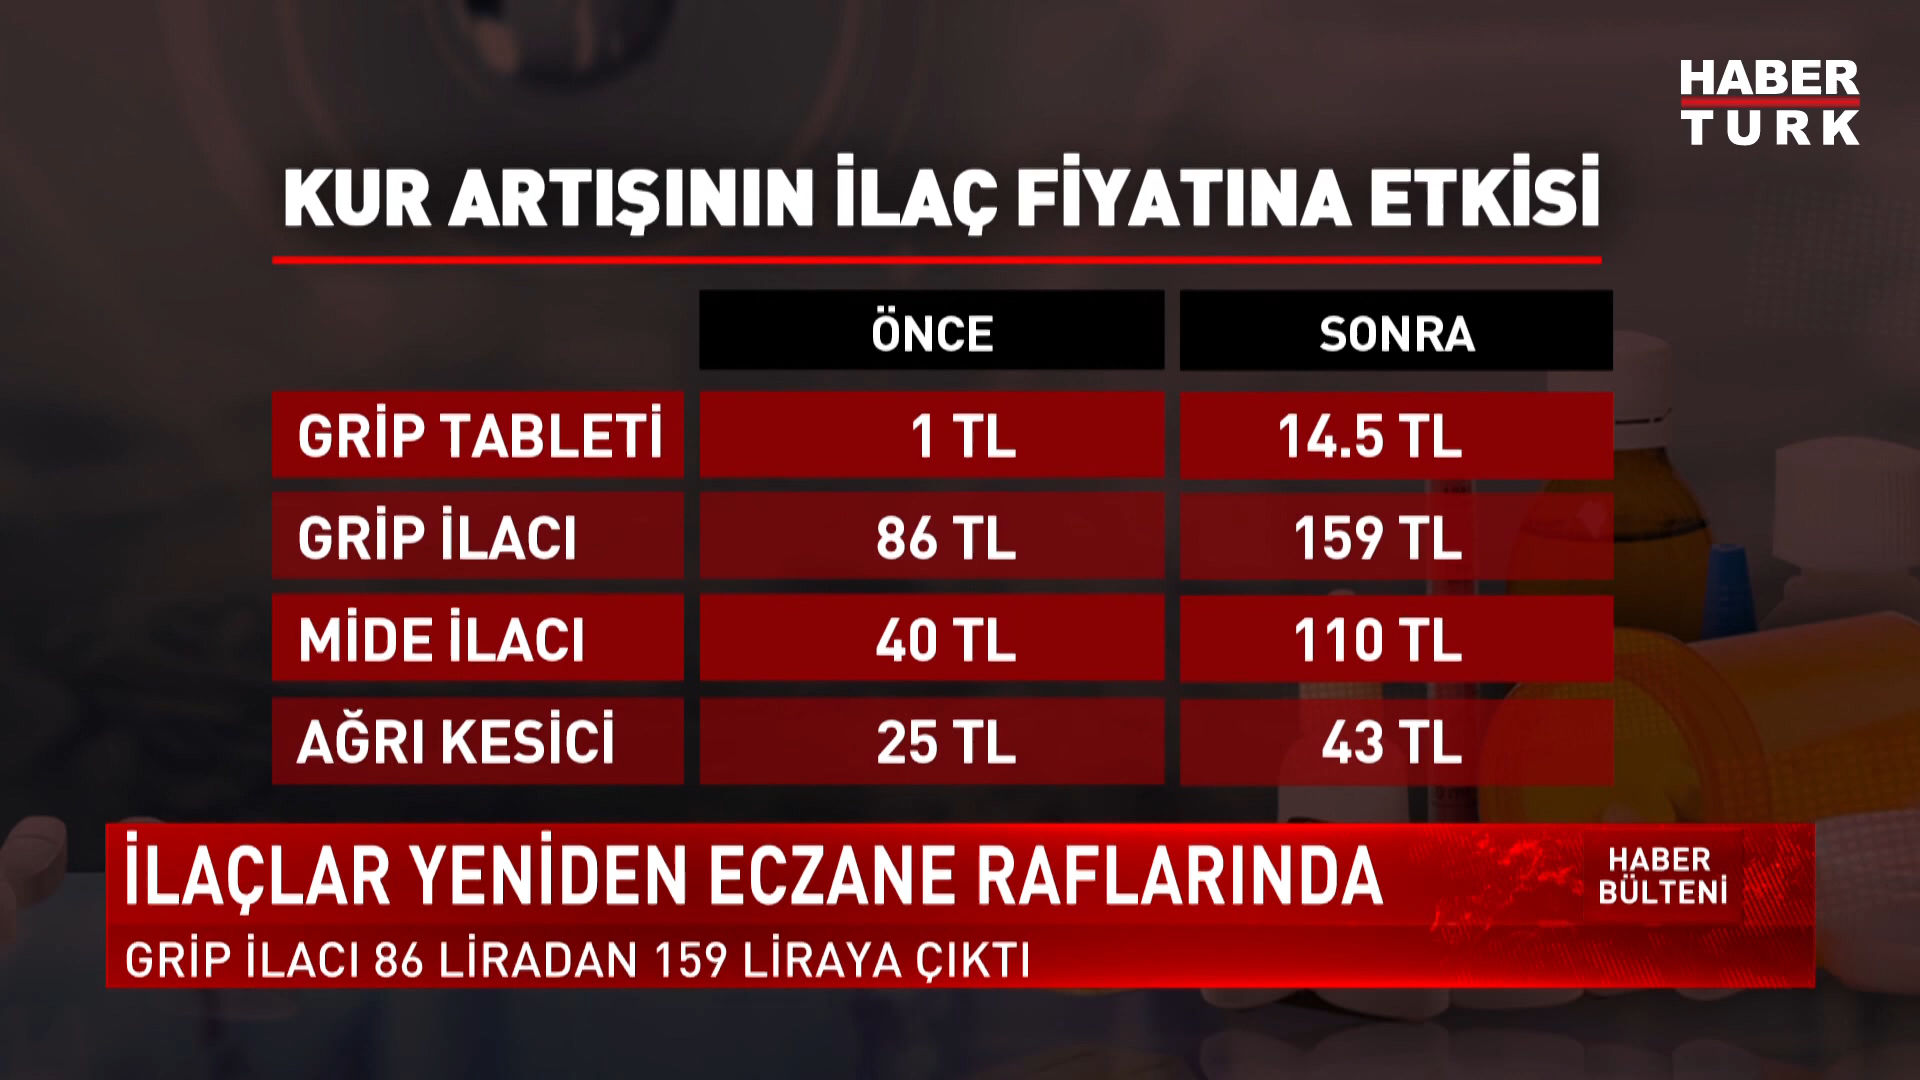 HABER
TURK
KUR ARTIŞININ İLAÇ FİYATINA ETKİSİ
ÖNCE SONRA
GRİP TABLETİ 1 TL 14.5 TL
GRİP İLACI 86 TL 159 TL
MİDE İLACI 40 TL 110 TL
AĞRI KESİCİ 25 TL 43 TL
İLAÇLAR YENİDEN ECZANE RAFLARINDA
HABER
BÜLTENİ
GRİP İLACI 86 LİRADAN 159 LİRAYA ÇIKTI